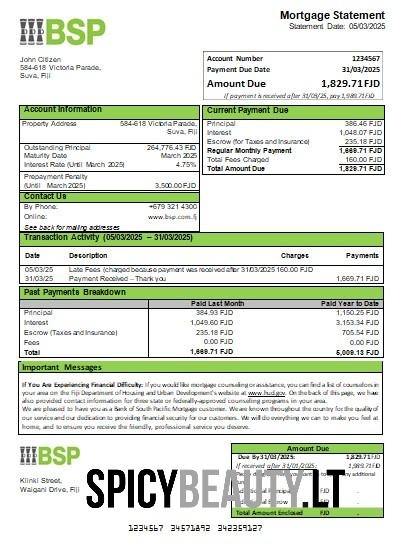 BSP
Mortgage Statement
Statement Date: 05/03/2025
John Citizen
584-618 Victoria Parade,
Suva, Fiji
Account Number 1234567
Payment Due Date 31/03/2025
Amount Due 1,829.71FJD
If payment is received after 31/03/25, pay 1,989.71FJD
Account Information
Property Address 584-618 Victoria Parade,
Suva, Fiji
Outstanding Principal 264,776.43 FJD
Maturity Date March 2025
Interest Rate (Until March 2025) 4.75%
Prepayment Penalty
(Until March 2025) 3,500.00 FJD
Contact Us
By Phone: +679 321 4300
Online: www.bsp.com.fj
See back for mailing addresses
Current Payment Due
Principal 386.46 FJD
Interest 1,048.07 FJD
Escrow (for Taxes and Insurance) 235.18 FJD
Regular Monthly Payment 1,669.71 FJD
Total Fees Charged 160.00 FJD
Total Amount Due 1,829.71 FJD
Transaction Activity (05/03/2025 – 31/03/2025)
Date Description Charges Payments
05/03/25 Late Fees (charged because payment was received after 31/03/2025 160.00 FJD
31/03/25 Payment Received – Thank you 1,669.71 FJD
Past Payments Breakdown
Paid Last Month Paid Year to Date
Principal 384.93 FJD 1,150.25 FJD
Interest 1,049.60 FJD 3,153.34 FJD
Escrow (Taxes and Insurance) 235.18 FJD 705.54 FJD
Fees 0.00 FJD 0.00 FJD
Total 1,669.71 FJD 5,009.13 FJD
Important Messages
If You Are Experiencing Financial Difficulty: If you would like mortgage counseling or assistance, you can find a list of counselors in
your area on the Fiji Department of Housing and Urban Development's website at www.hud.gov. On the back of this page, we have
also provided contact information for three state or federally-approved counseling programs in your area.
We are pleased to have you as a Bank of South Pacific Mortgage customer. We are known throughout the country for the quality of
our service and our dedication to providing financial security for our customers. We will do everything we can to make you feel at
home, and to ensure you receive the friendly, professional service you deserve.
BSP
Klinki Street,
Waigani Drive, Fiji
Amount Due
Due By 31/03/2025: 1,829.71 FJD
If received after 31/01/2025: 1,989.71FJD
additional
Total Amount Enclosed FJD
SPICYBEAUTY.LT
1234567 34571892 342359127